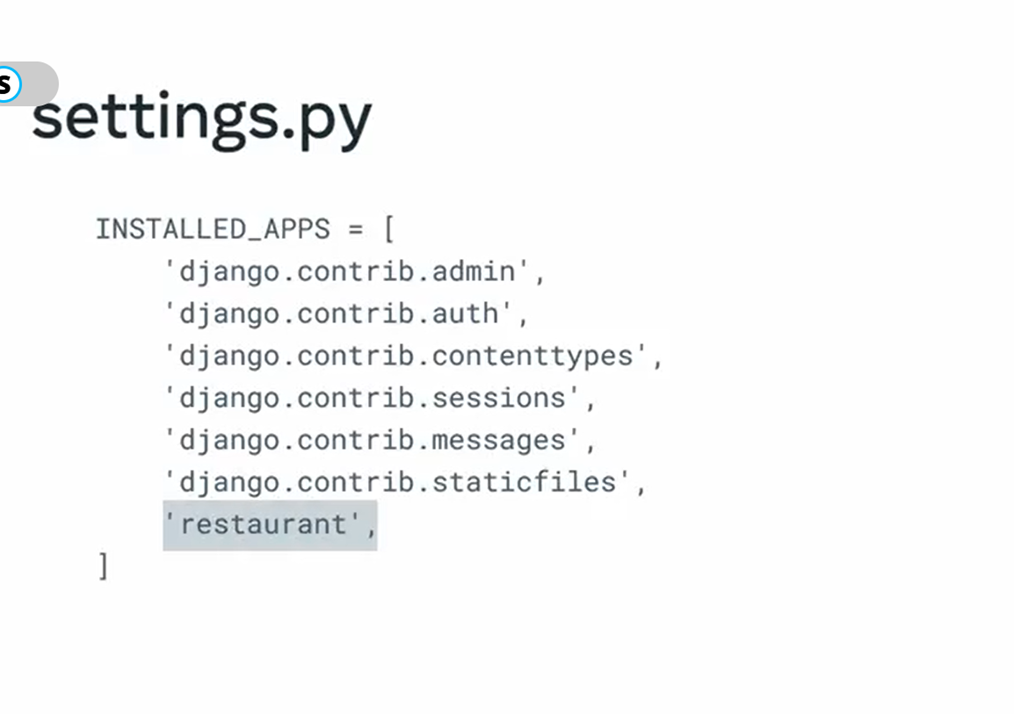 s
settings.py
INSTALLED_APPS = [
'django.contrib.admin',
'django.contrib.auth',
'django.contrib.contenttypes',
'django.contrib.sessions',
'django.contrib.messages',
'django.contrib.staticfiles',
'restaurant',
]